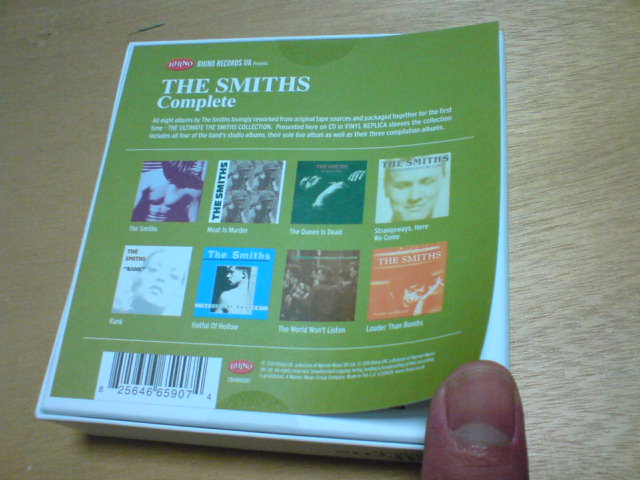 RHINO RHINO RECORDS UK Presents
THE SMITHS
Complete
All eight albums by The Smiths lovingly reworked from original tape sources and packaged together for the first
time - THE ULTIMATE THE SMITHS COLLECTION. Presented here on CD in VINYL REPLICA sleeves the collection
includes all four of the band's studio albums, their sole live album as well as their three compilation albums.
THE SMITHS
THE SMITHS
The Smiths
Meat Is Murder
The Queen Is Dead
Strangeways, Here
We Come
THE
SMITHS
"RANK"
The Smiths
THE SMITHS
Rank
Hatful Of Hollow
The World Won't Listen
Louder Than Bombs
RHINO
8 25646 65907 4